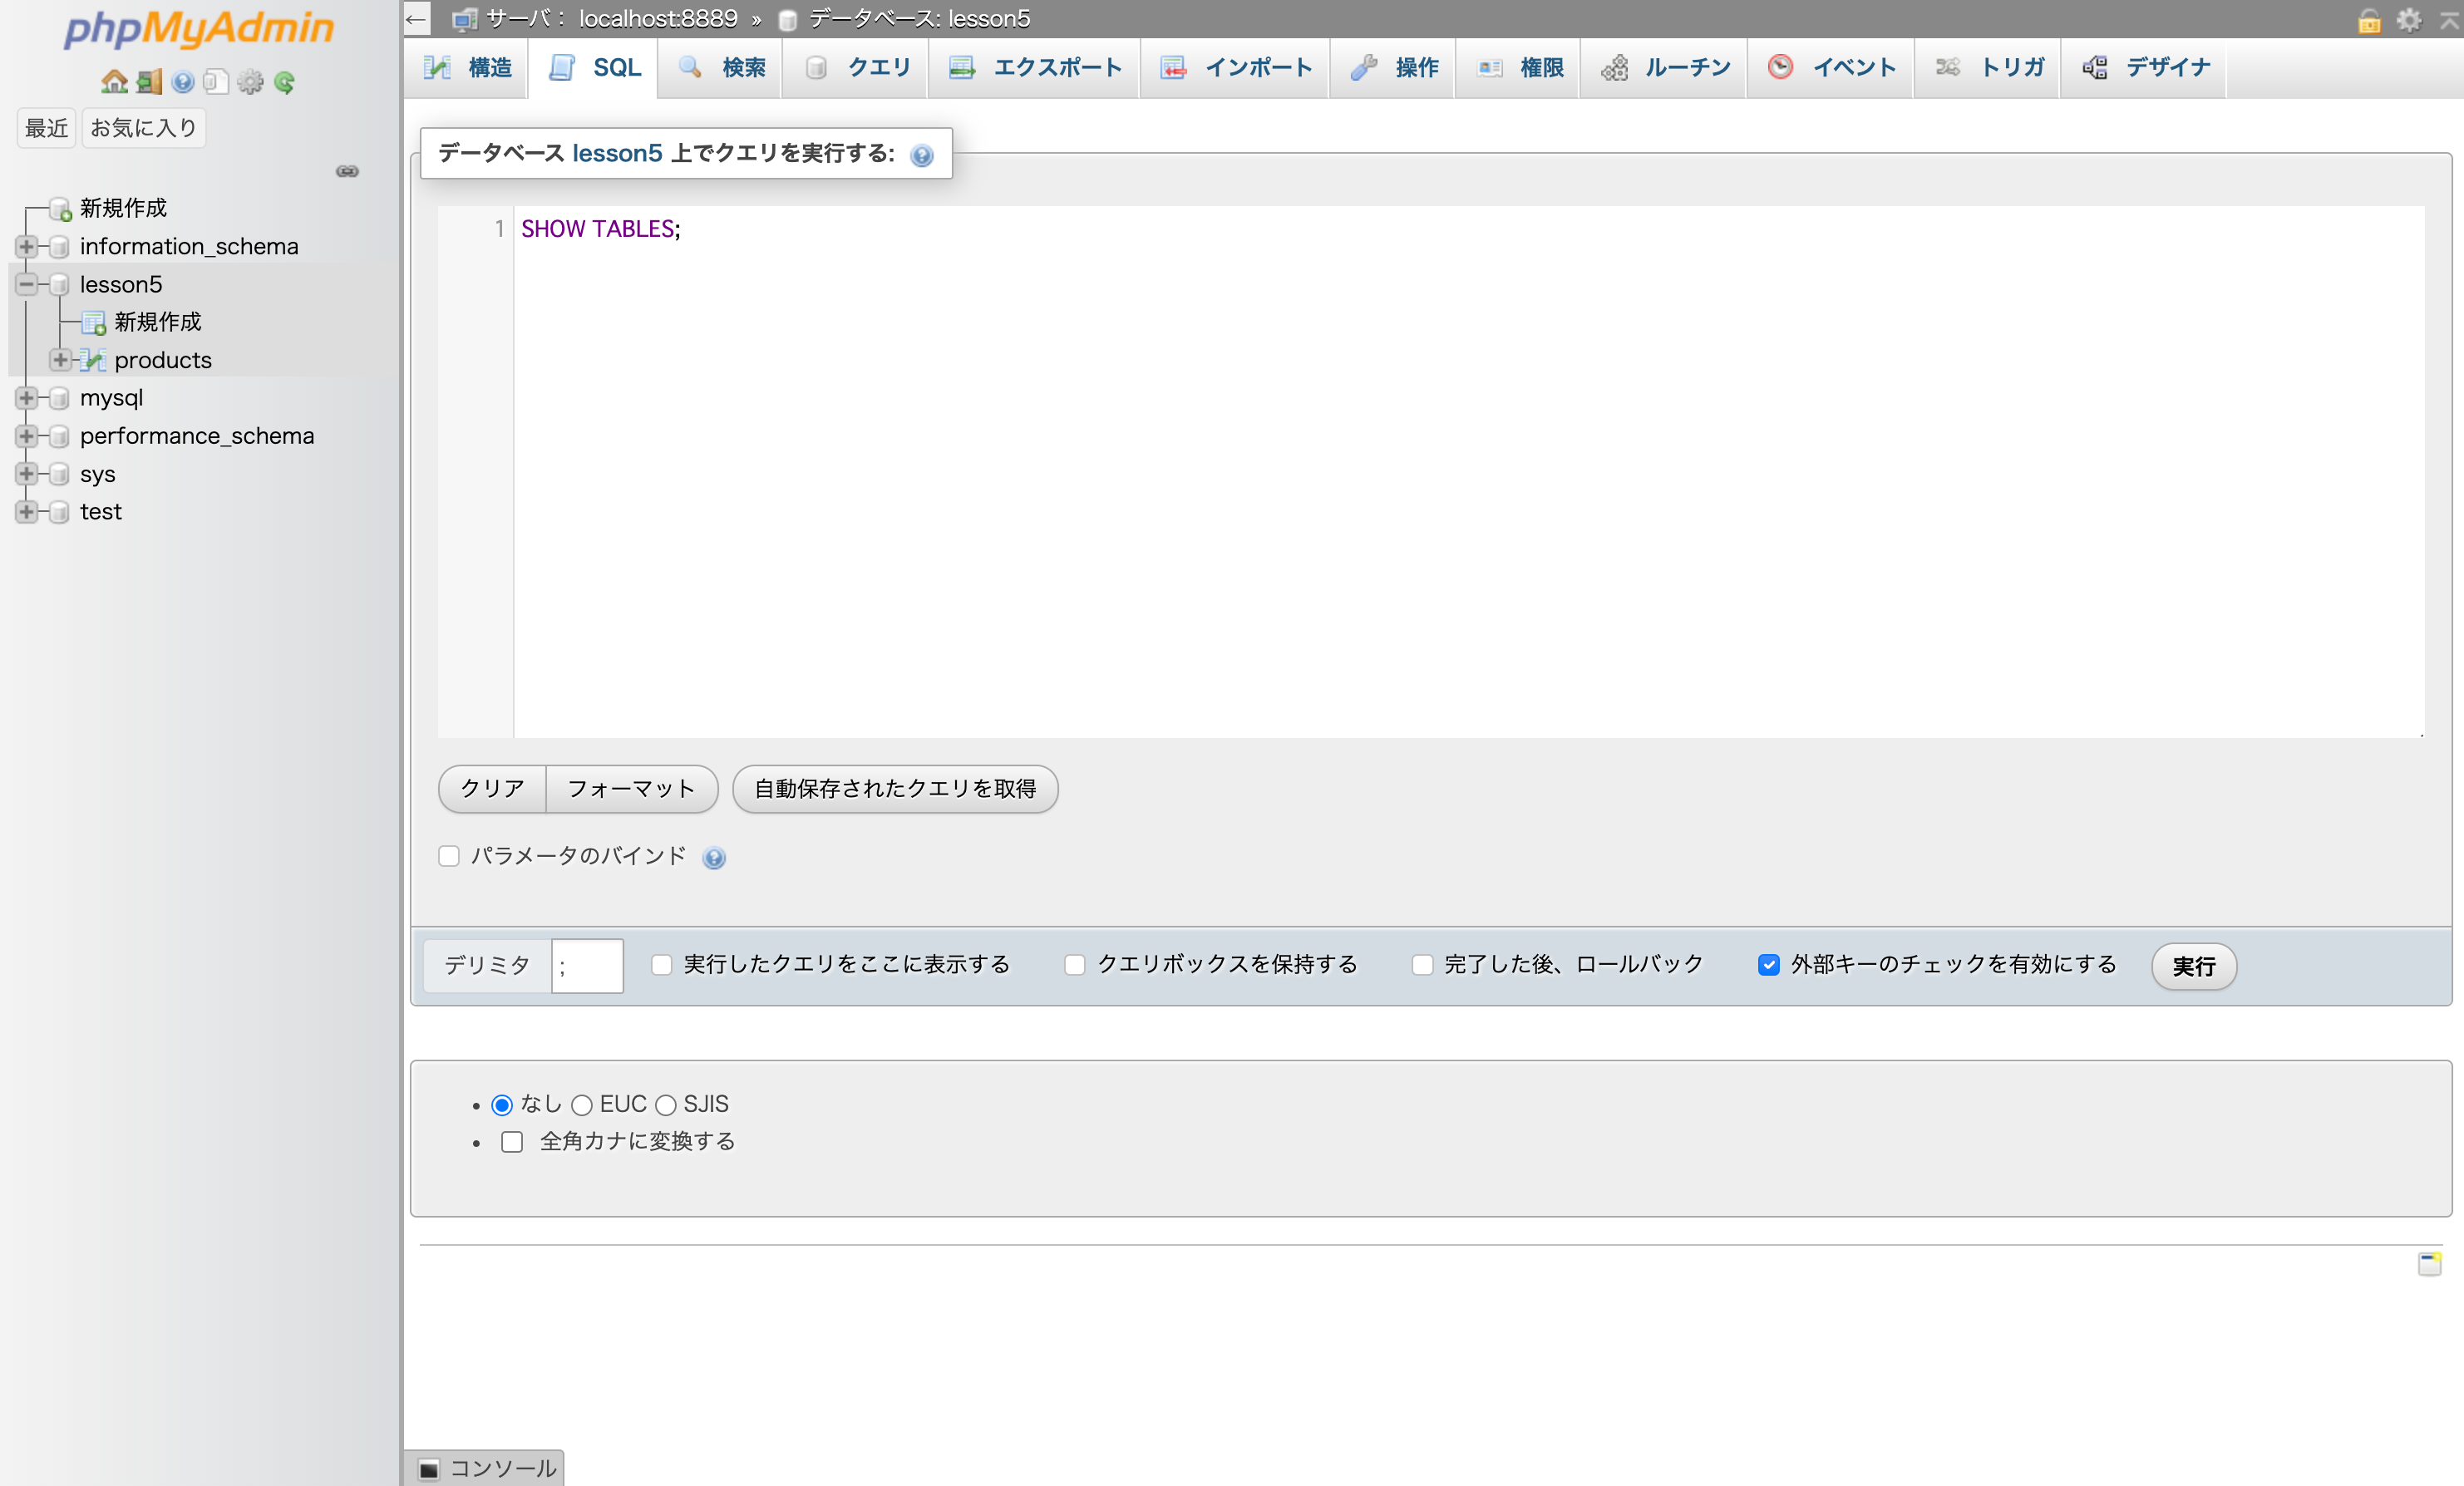 phpMyAdmin
最近 お気に入り
新規作成
information_schema
lesson5
新規作成
products
mysql
performance_schema
sys
test
← サーバ： localhost:8889 » データベース: lesson5
構造 SQL 検索 クエリ エクスポート インポート 操作 権限 ルーチン イベント トリガ デザイナ
データベース lesson5 上でクエリを実行する:
1 SHOW TABLES;
クリア フォーマット 自動保存されたクエリを取得
パラメータのバインド
デリミタ ; 実行したクエリをここに表示する クエリボックスを保持する 完了した後、ロールバック 外部キーのチェックを有効にする 実行
なし EUC SJIS
全角カナに変換する
コンソール